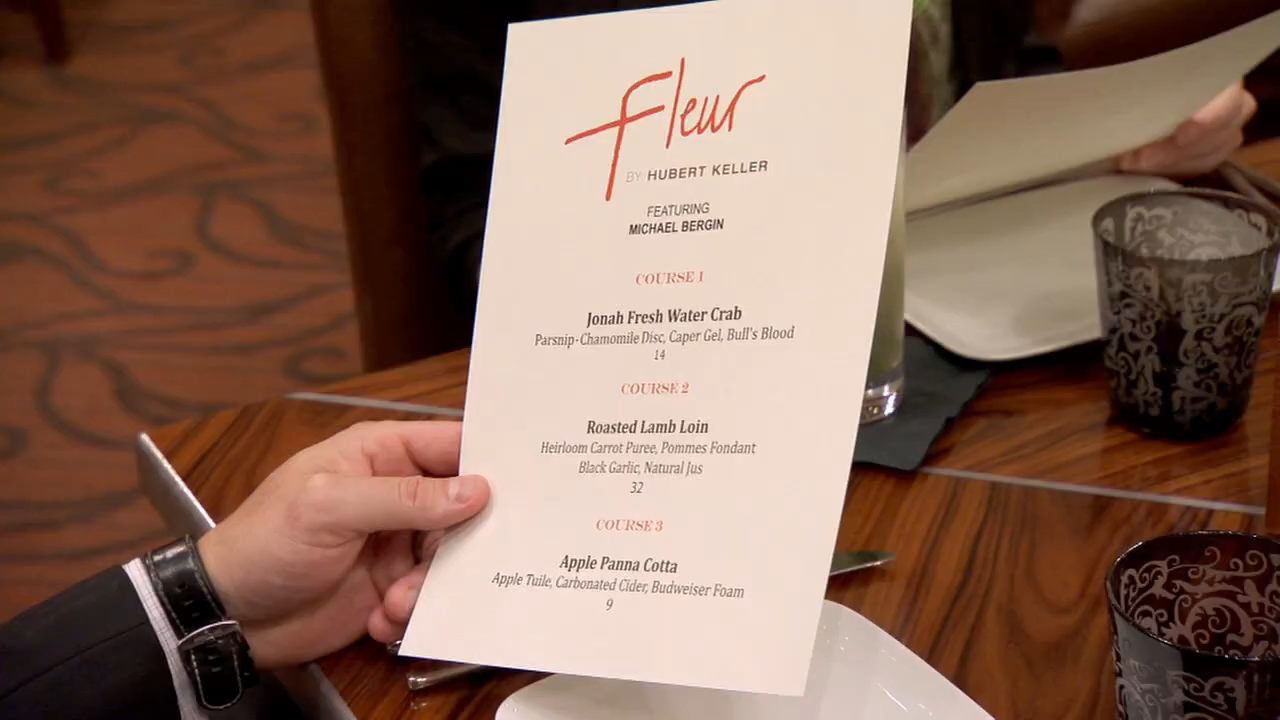 Fleur
BY HUBERT KELLER
FEATURING
MICHAEL BERGIN
COURSE 1
Jonah Fresh Water Crab
Parsnip-Chamomile Disc, Caper Gel, Bull's Blood
14
COURSE 2
Roasted Lamb Loin
Heirloom Carrot Puree, Pommes Fondant
Black Garlic, Natural Jus
32
COURSE 3
Apple Panna Cotta
Apple Tuile, Carbonated Cider, Budweiser Foam
9